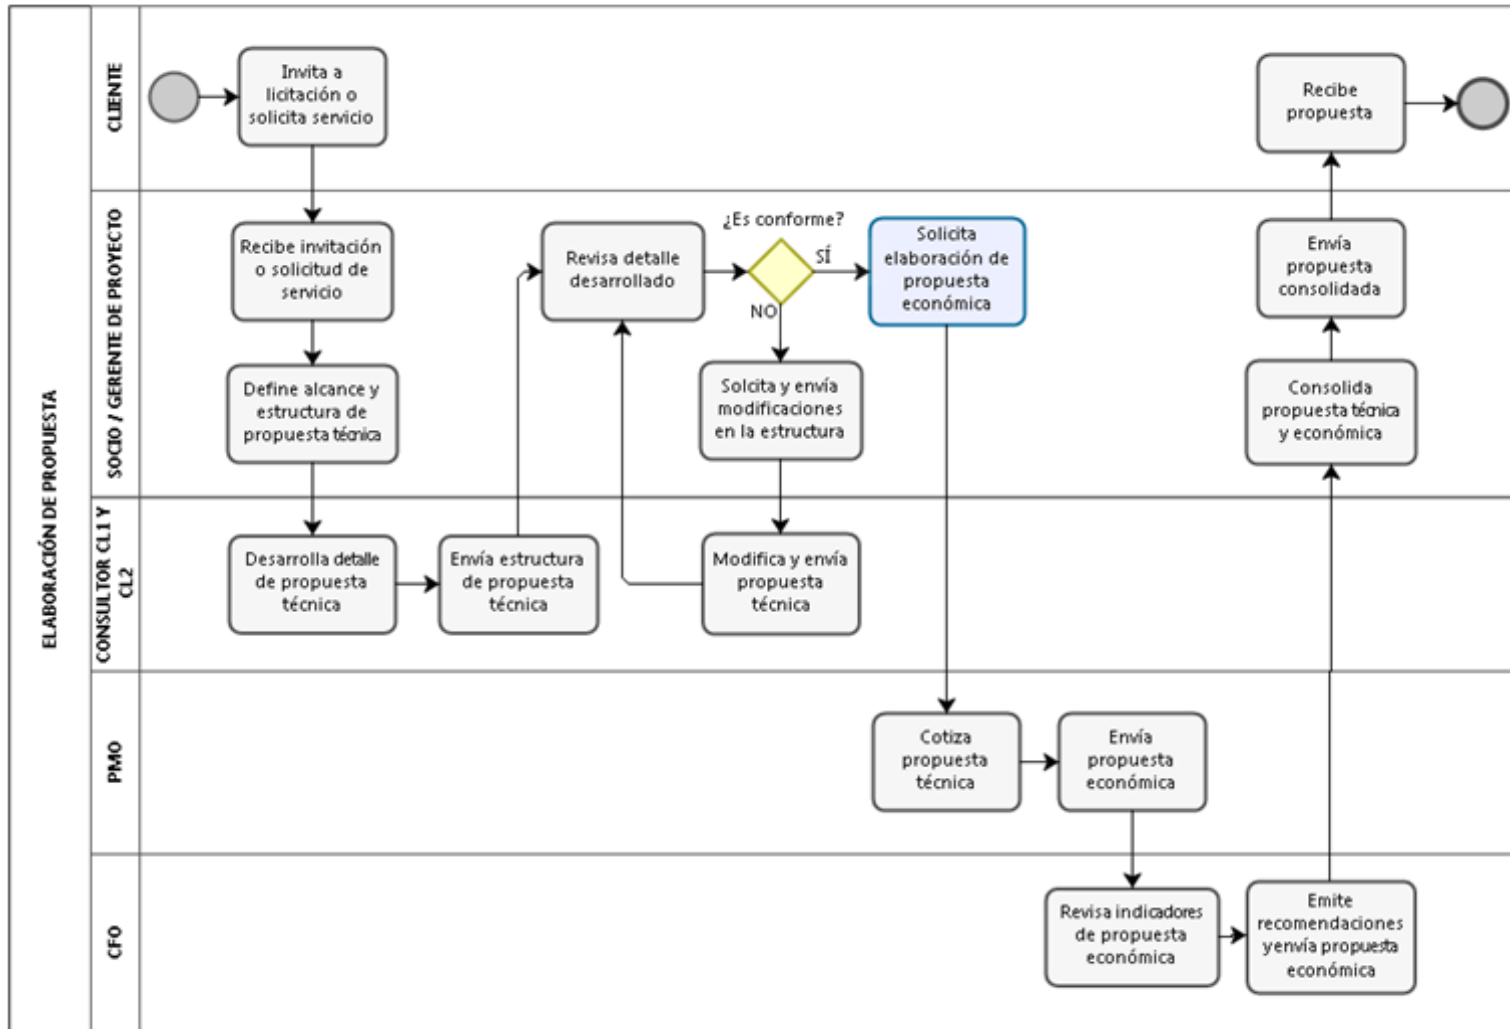 ELABORACIÓN DE PROPUESTA
CLIENTE
Invita a
licitación o
solicita servicio
Recibe
propuesta
SOCIO / GERENTE DE PROYECTO
Recibe invitación
o solicitud de
servicio
Define alcance y
estructura de
propuesta técnica
Revisa detalle
desarrollado
¿Es conforme?
SÍ
NO
Solicita
elaboración de
propuesta
económica
Solcita y envía
modificaciones
en la estructura
Envía
propuesta
consolidada
Consolida
propuesta técnica
y económica
CONSULTOR CL1 Y
CL2
Desarrolla detalle
de propuesta
técnica
Envía estructura
de propuesta
técnica
Modifica y envía
propuesta
técnica
PMO
Cotiza
propuesta
técnica
Envía
propuesta
económica
CFO
Revisa indicadores
de propuesta
económica
Emite
recomendaciones
y envía propuesta
económica